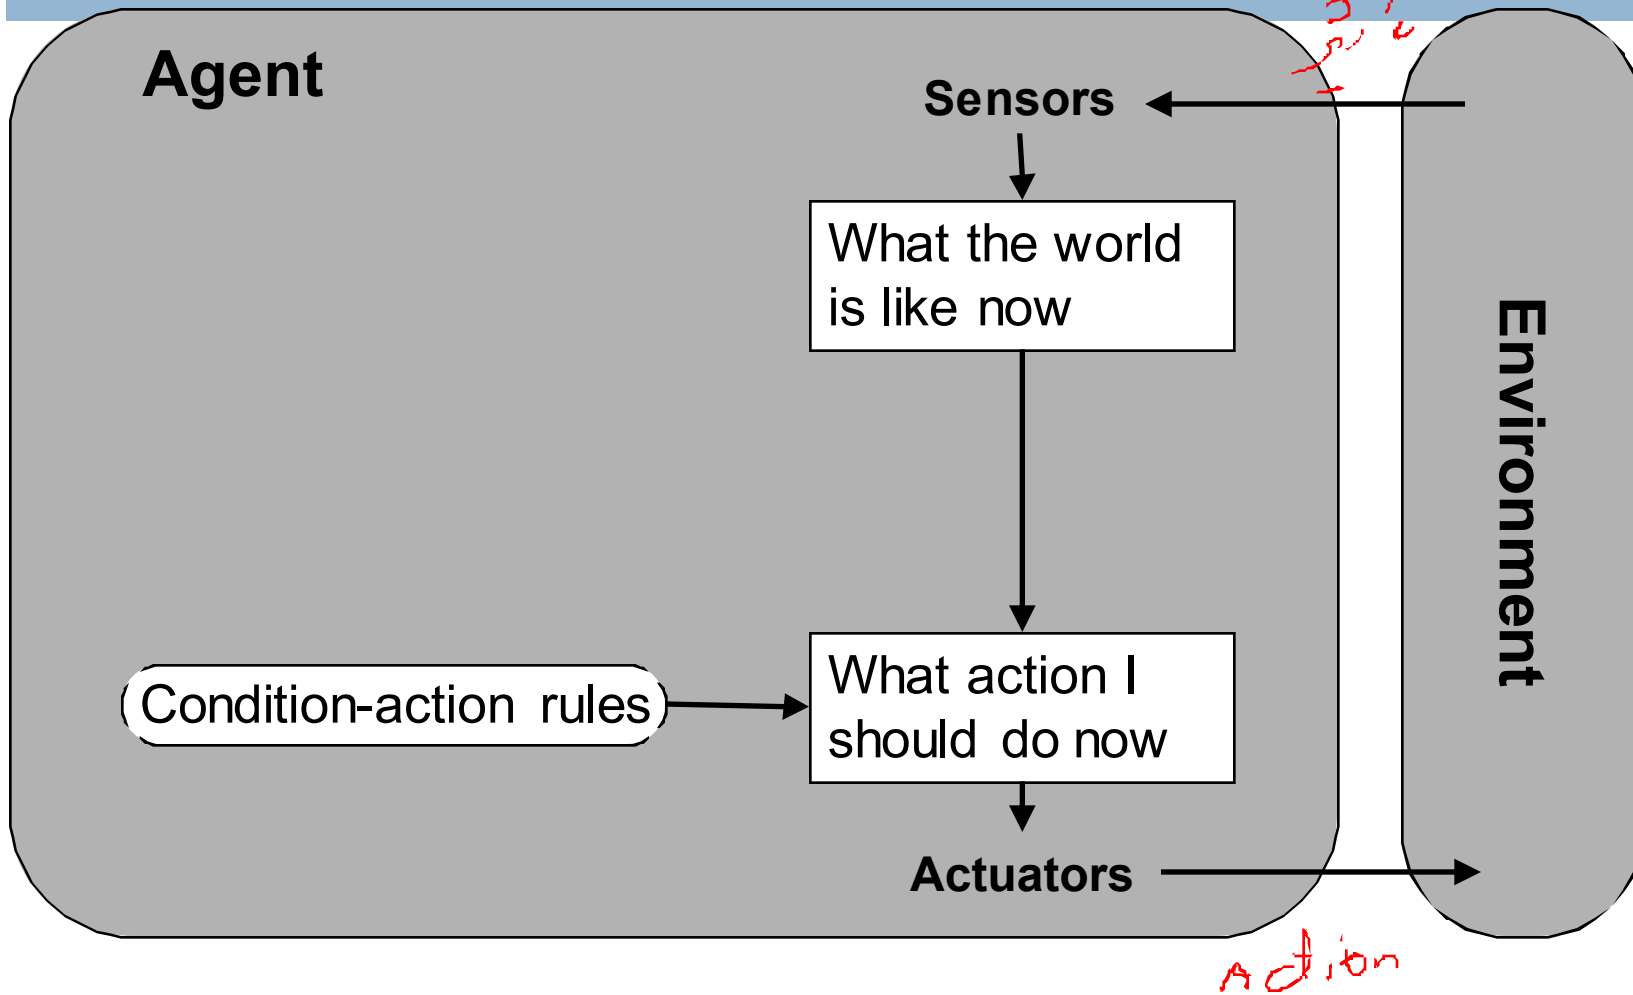 Agent
Sensors
What the world
is like now
Environment
Condition-action rules
What action I
should do now
Actuators
Action